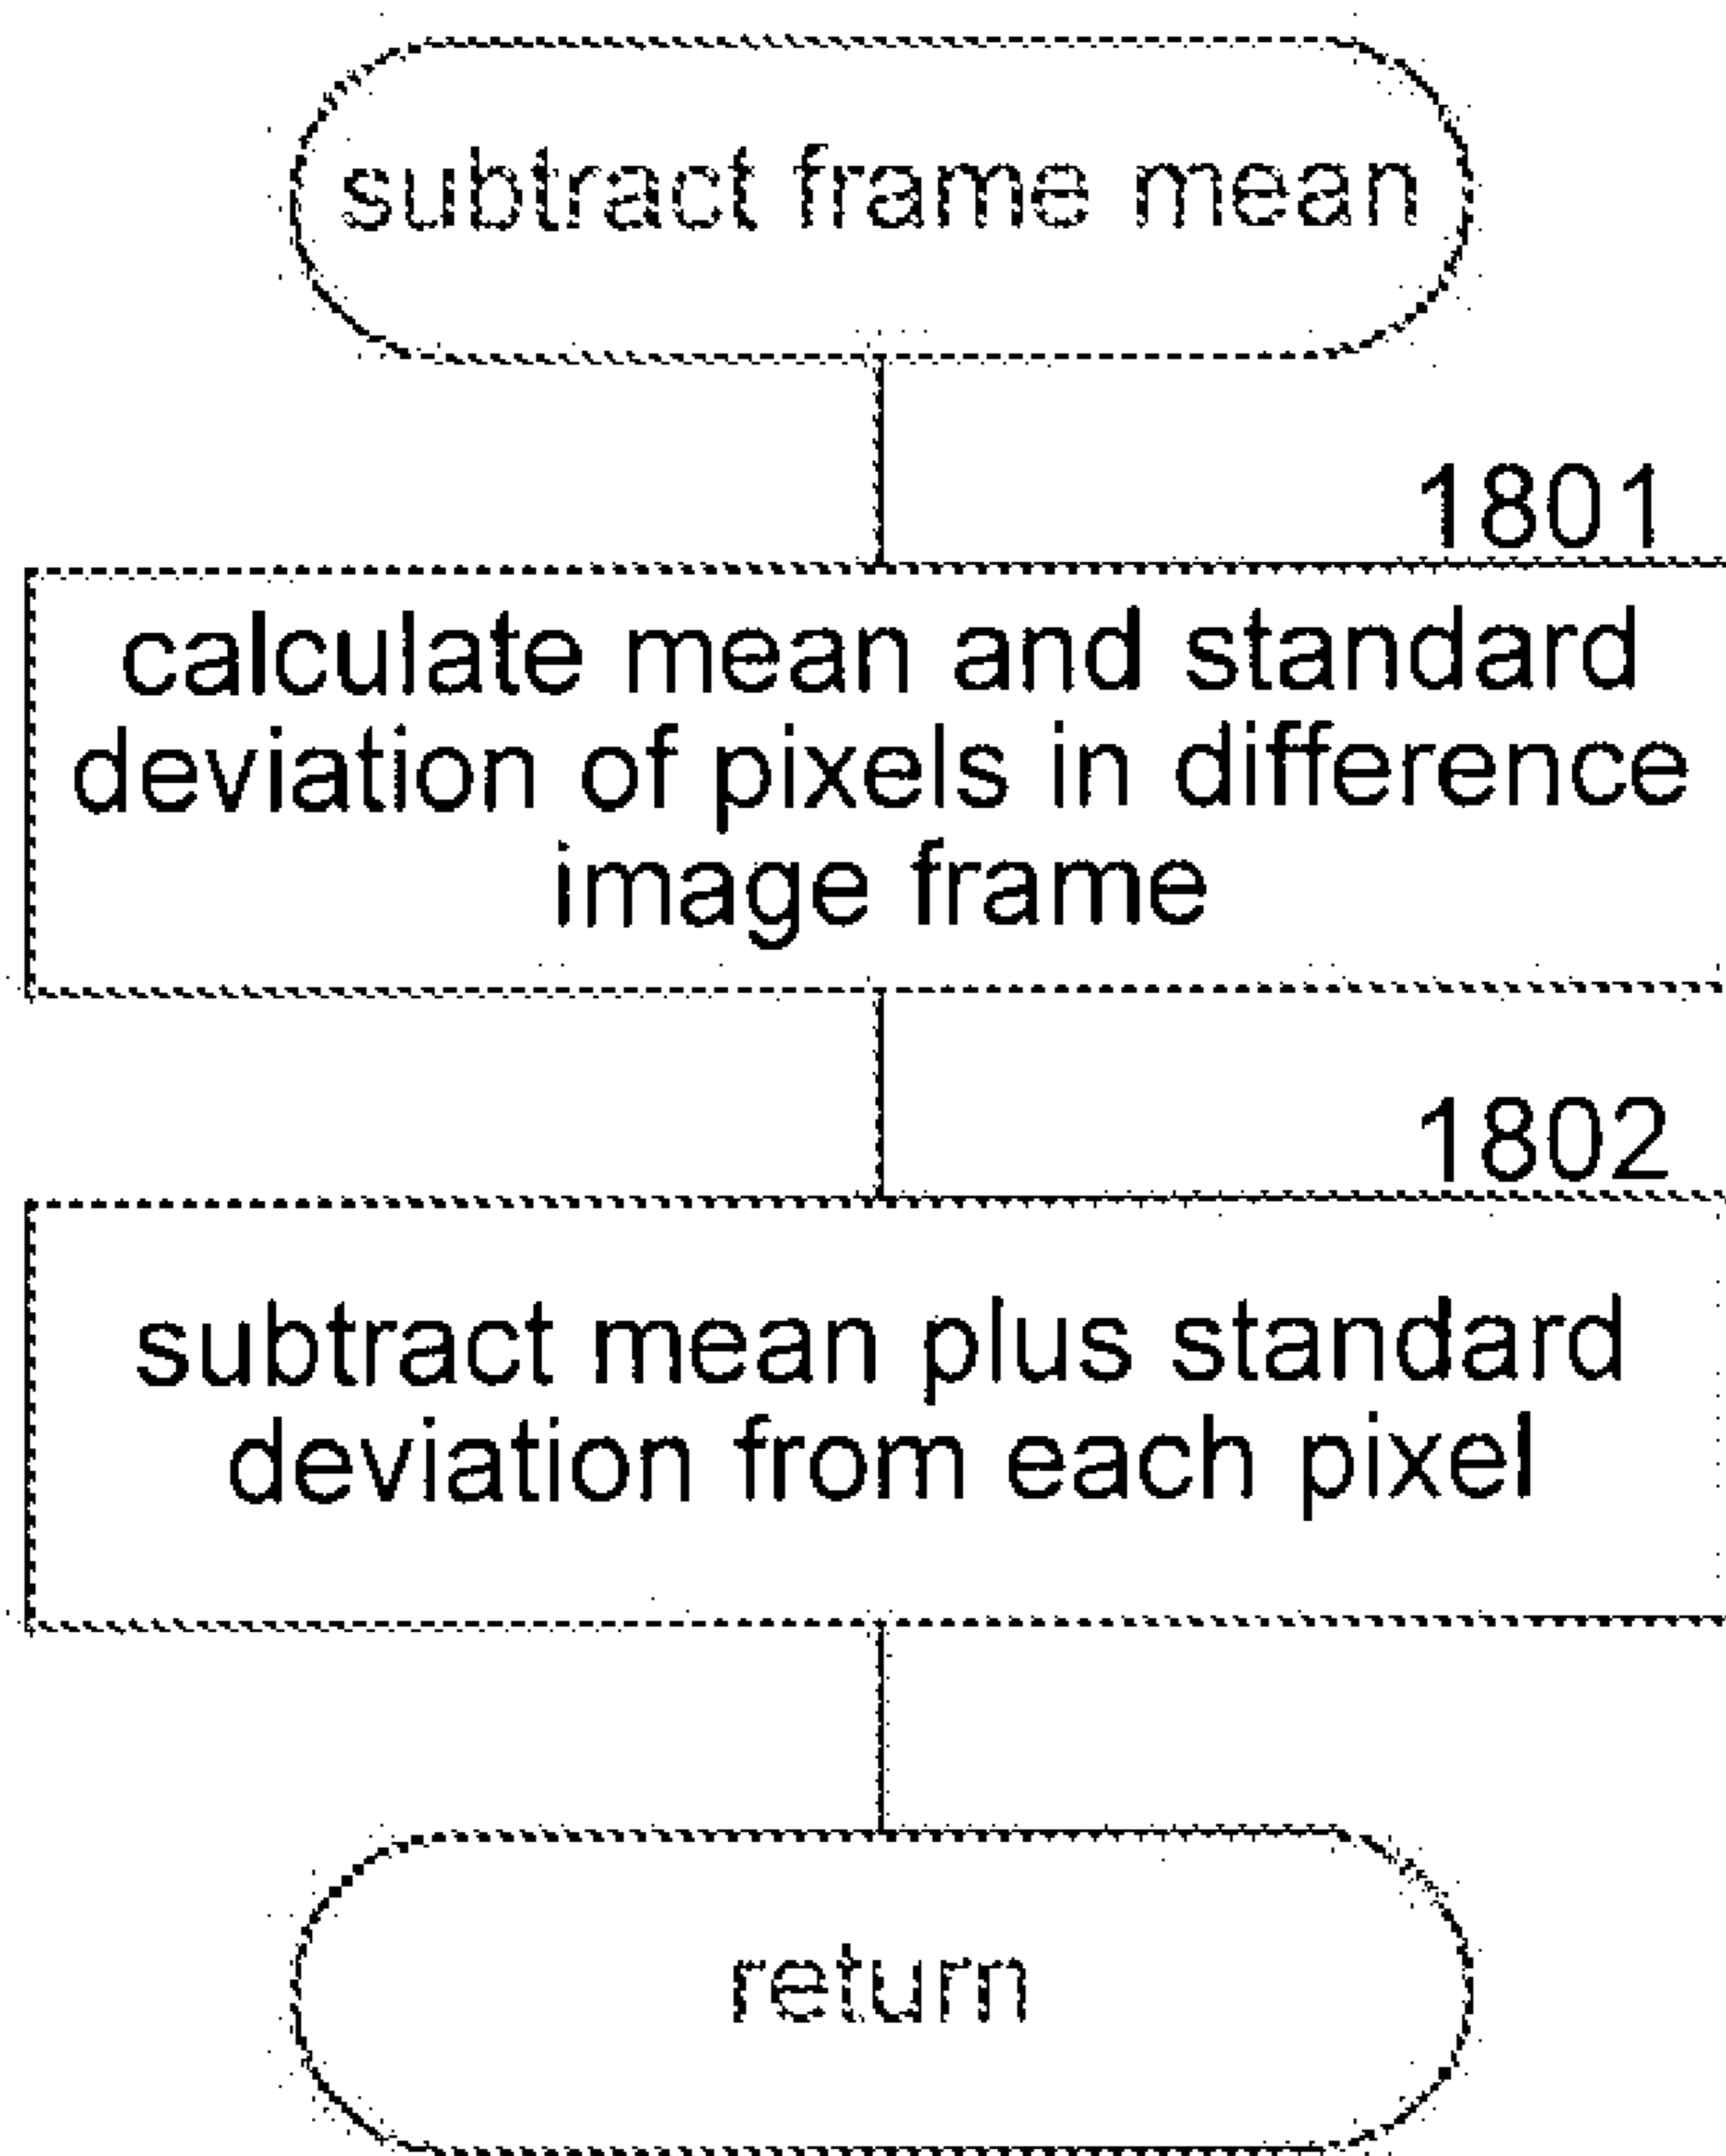 subtract frame mean
1801
calculate mean and standard
deviation of pixels in difference
image frame
1802
subtract mean plus standard
deviation from each pixel
return